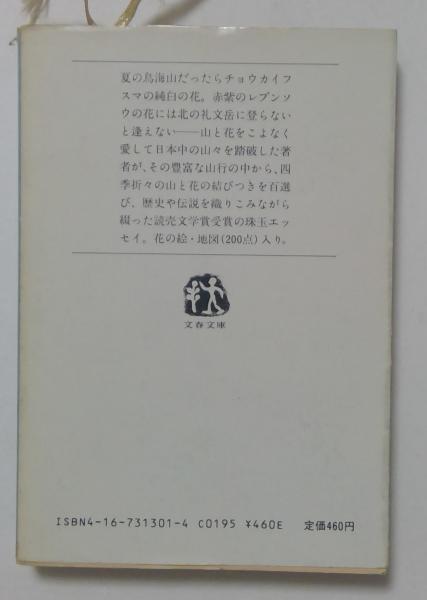 夏の鳥海山だったらチョウカイフ
スマの純白の花。赤紫のレブンソ
ウの花には北の礼文岳に登らない
と逢えない――山と花をこよなく
愛して日本中の山々を踏破した著
者が、その豊富な山行の中から、四
季折々の山と花の結びつきを百選
び、歴史や伝説を織りこみながら
綴った読売文学賞受賞の珠玉エッ
セイ。花の絵・地図(200点)入り。
文春文庫
ISBN4-16-731301-4 C0195 ¥460E 定価460円